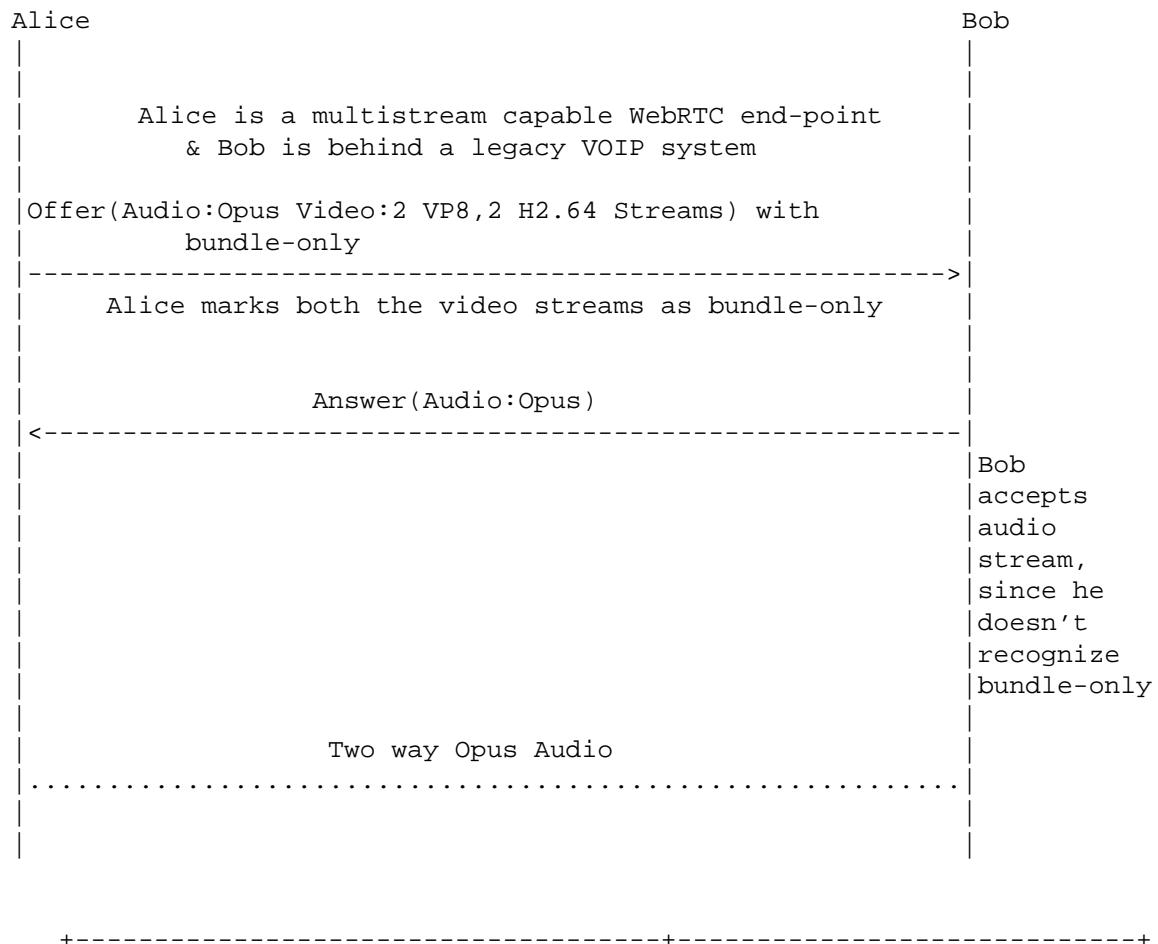 Alice Bob
Alice is a multistream capable WebRTC end-point
& Bob is behind a legacy VOIP system
Offer(Audio:Opus Video:2 VP8,2 H2.64 Streams) with
bundle-only
Alice marks both the video streams as bundle-only
Answer(Audio:Opus)
Bob
accepts
audio
stream,
since he
doesn't
recognize
bundle-only
Two way Opus Audio